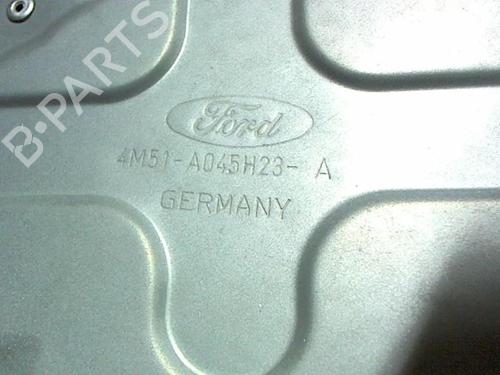 B-PARTS
Ford
4M51-A045H23- A
GERMANY